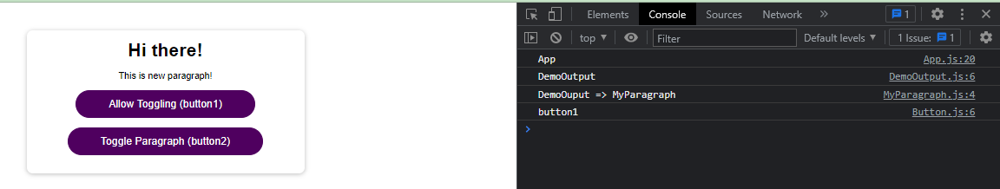 Hi there!
This is new paragraph!
Allow Toggling (button1)
Toggle Paragraph (button2)
Elements Console Sources Network » 1
top ▼ Filter Default levels ▼ 1 Issue: 1
App App.js:20
DemoOutput DemoOutput.js:6
DemoOuput => MyParagraph MyParagraph.js:4
button1 Button.js:6
>